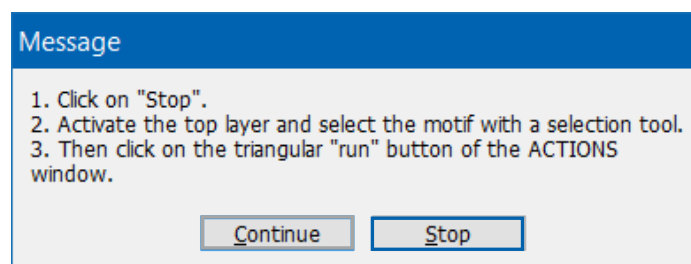 Message
1. Click on "Stop".
2. Activate the top layer and select the motif with a selection tool.
3. Then click on the triangular "run" button of the ACTIONS
window.
Continue Stop